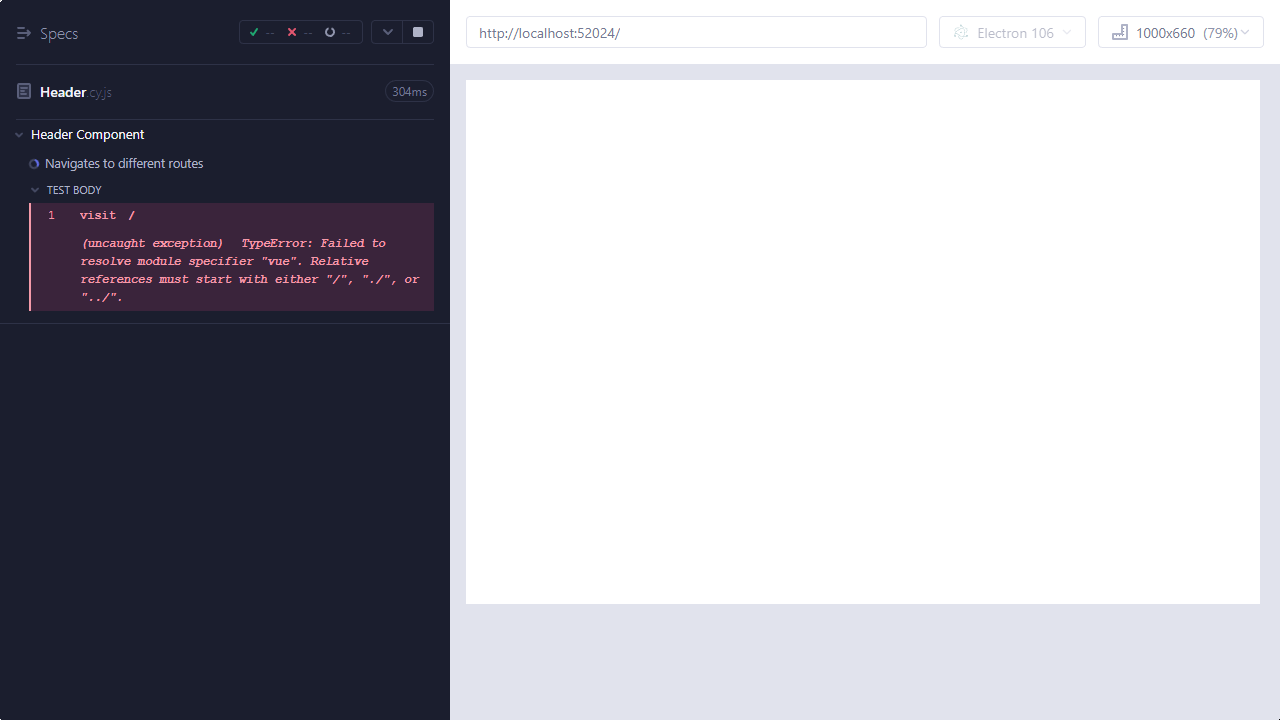 Specs
--
--
--
http://localhost:52024/
Electron 106
1000x660 (79%)
Header.cy.js
304ms
Header Component
Navigates to different routes
TEST BODY
1 visit /
(uncaught exception) TypeError: Failed to
resolve module specifier "vue". Relative
references must start with either "/", "./", or
"../".